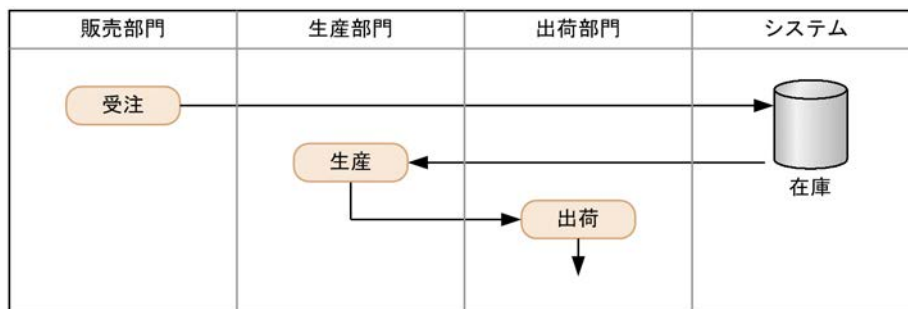 販売部門
生産部門
出荷部門
システム
受注
生産
在庫
出荷